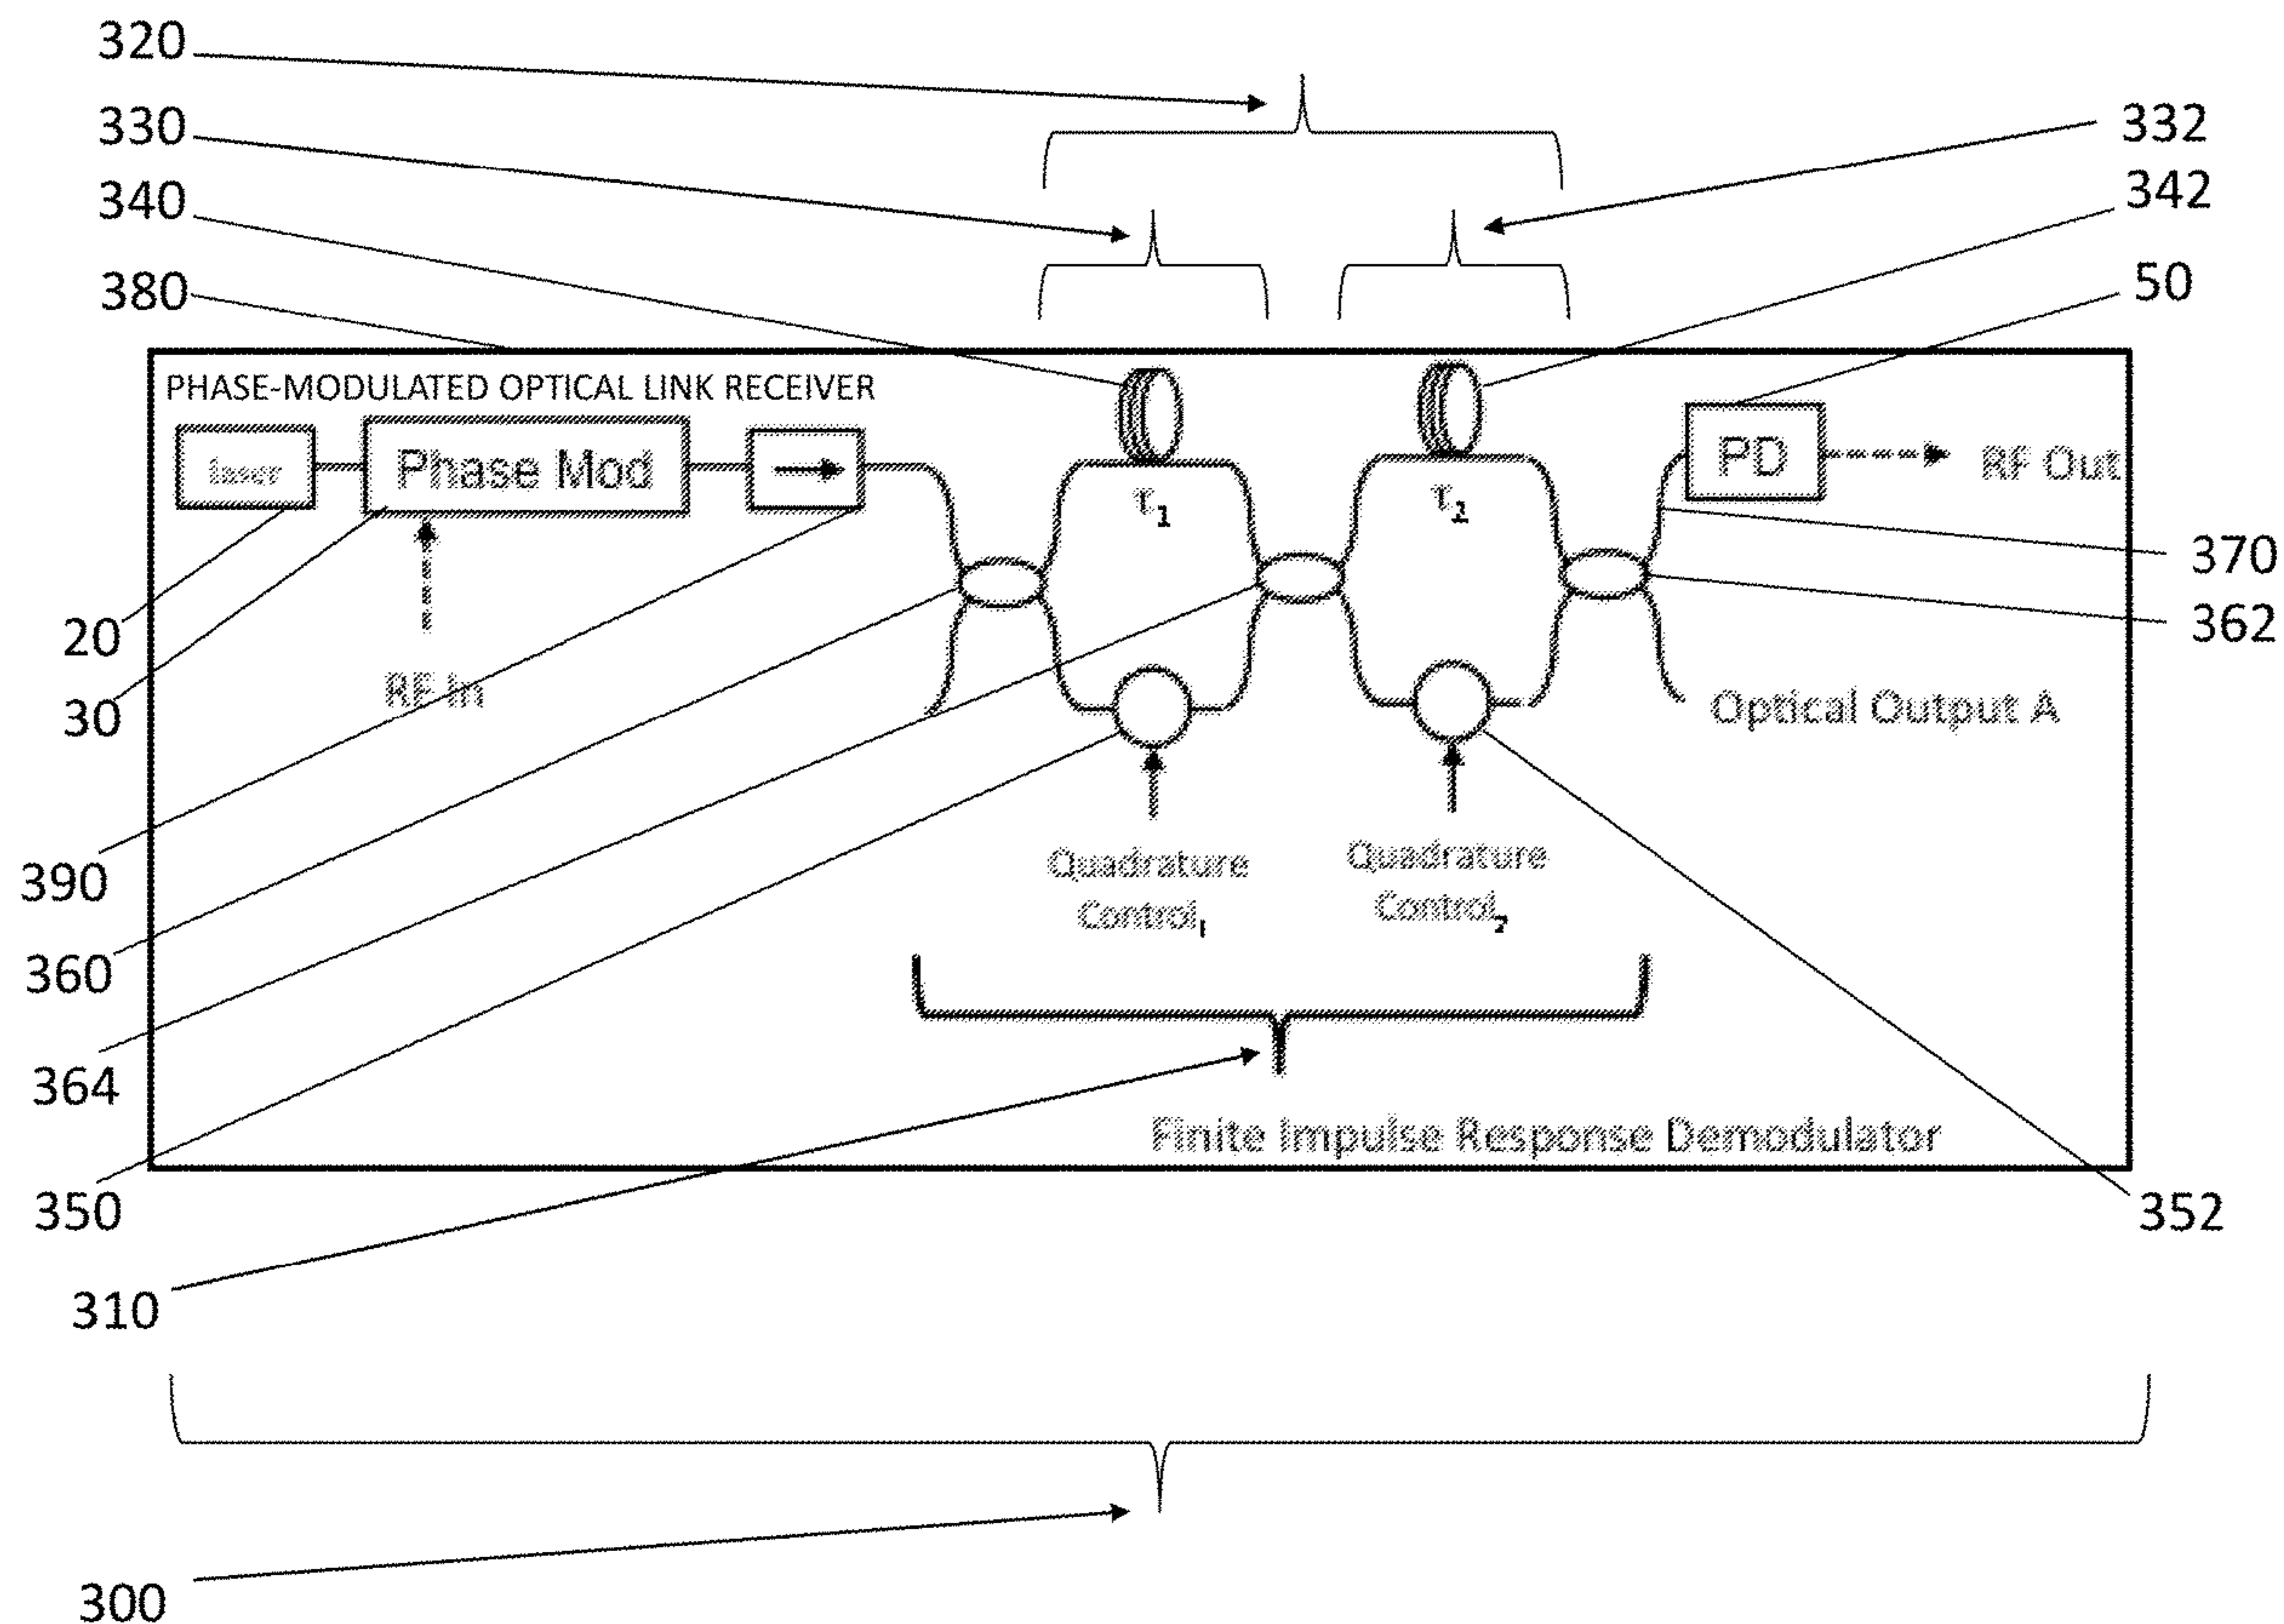 320
330
332
340
342
380
50
PHASE-MODULATED OPTICAL LINK RECEIVER
laser
Phase Mod
PD
RF Out
τ1
τ2
370
20
362
30
RF In
Optical Output A
390
Quadrature
Control1
Quadrature
Control2
360
364
Finite Impulse Response Demodulator
350
352
310
300